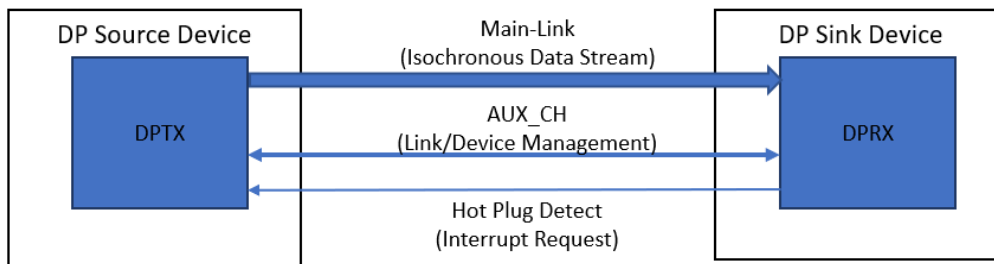 DP Source Device
DPTX
Main-Link
(Isochronous Data Stream)
AUX_CH
(Link/Device Management)
Hot Plug Detect
(Interrupt Request)
DP Sink Device
DPRX